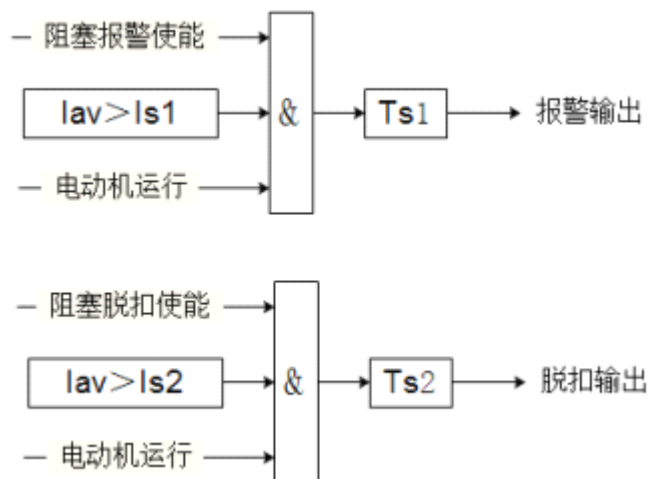 阻塞报警使能
Iav＞Is1 & Ts1 报警输出
电动机运行
阻塞脱扣使能
Iav＞Is2 & Ts2 脱扣输出
电动机运行